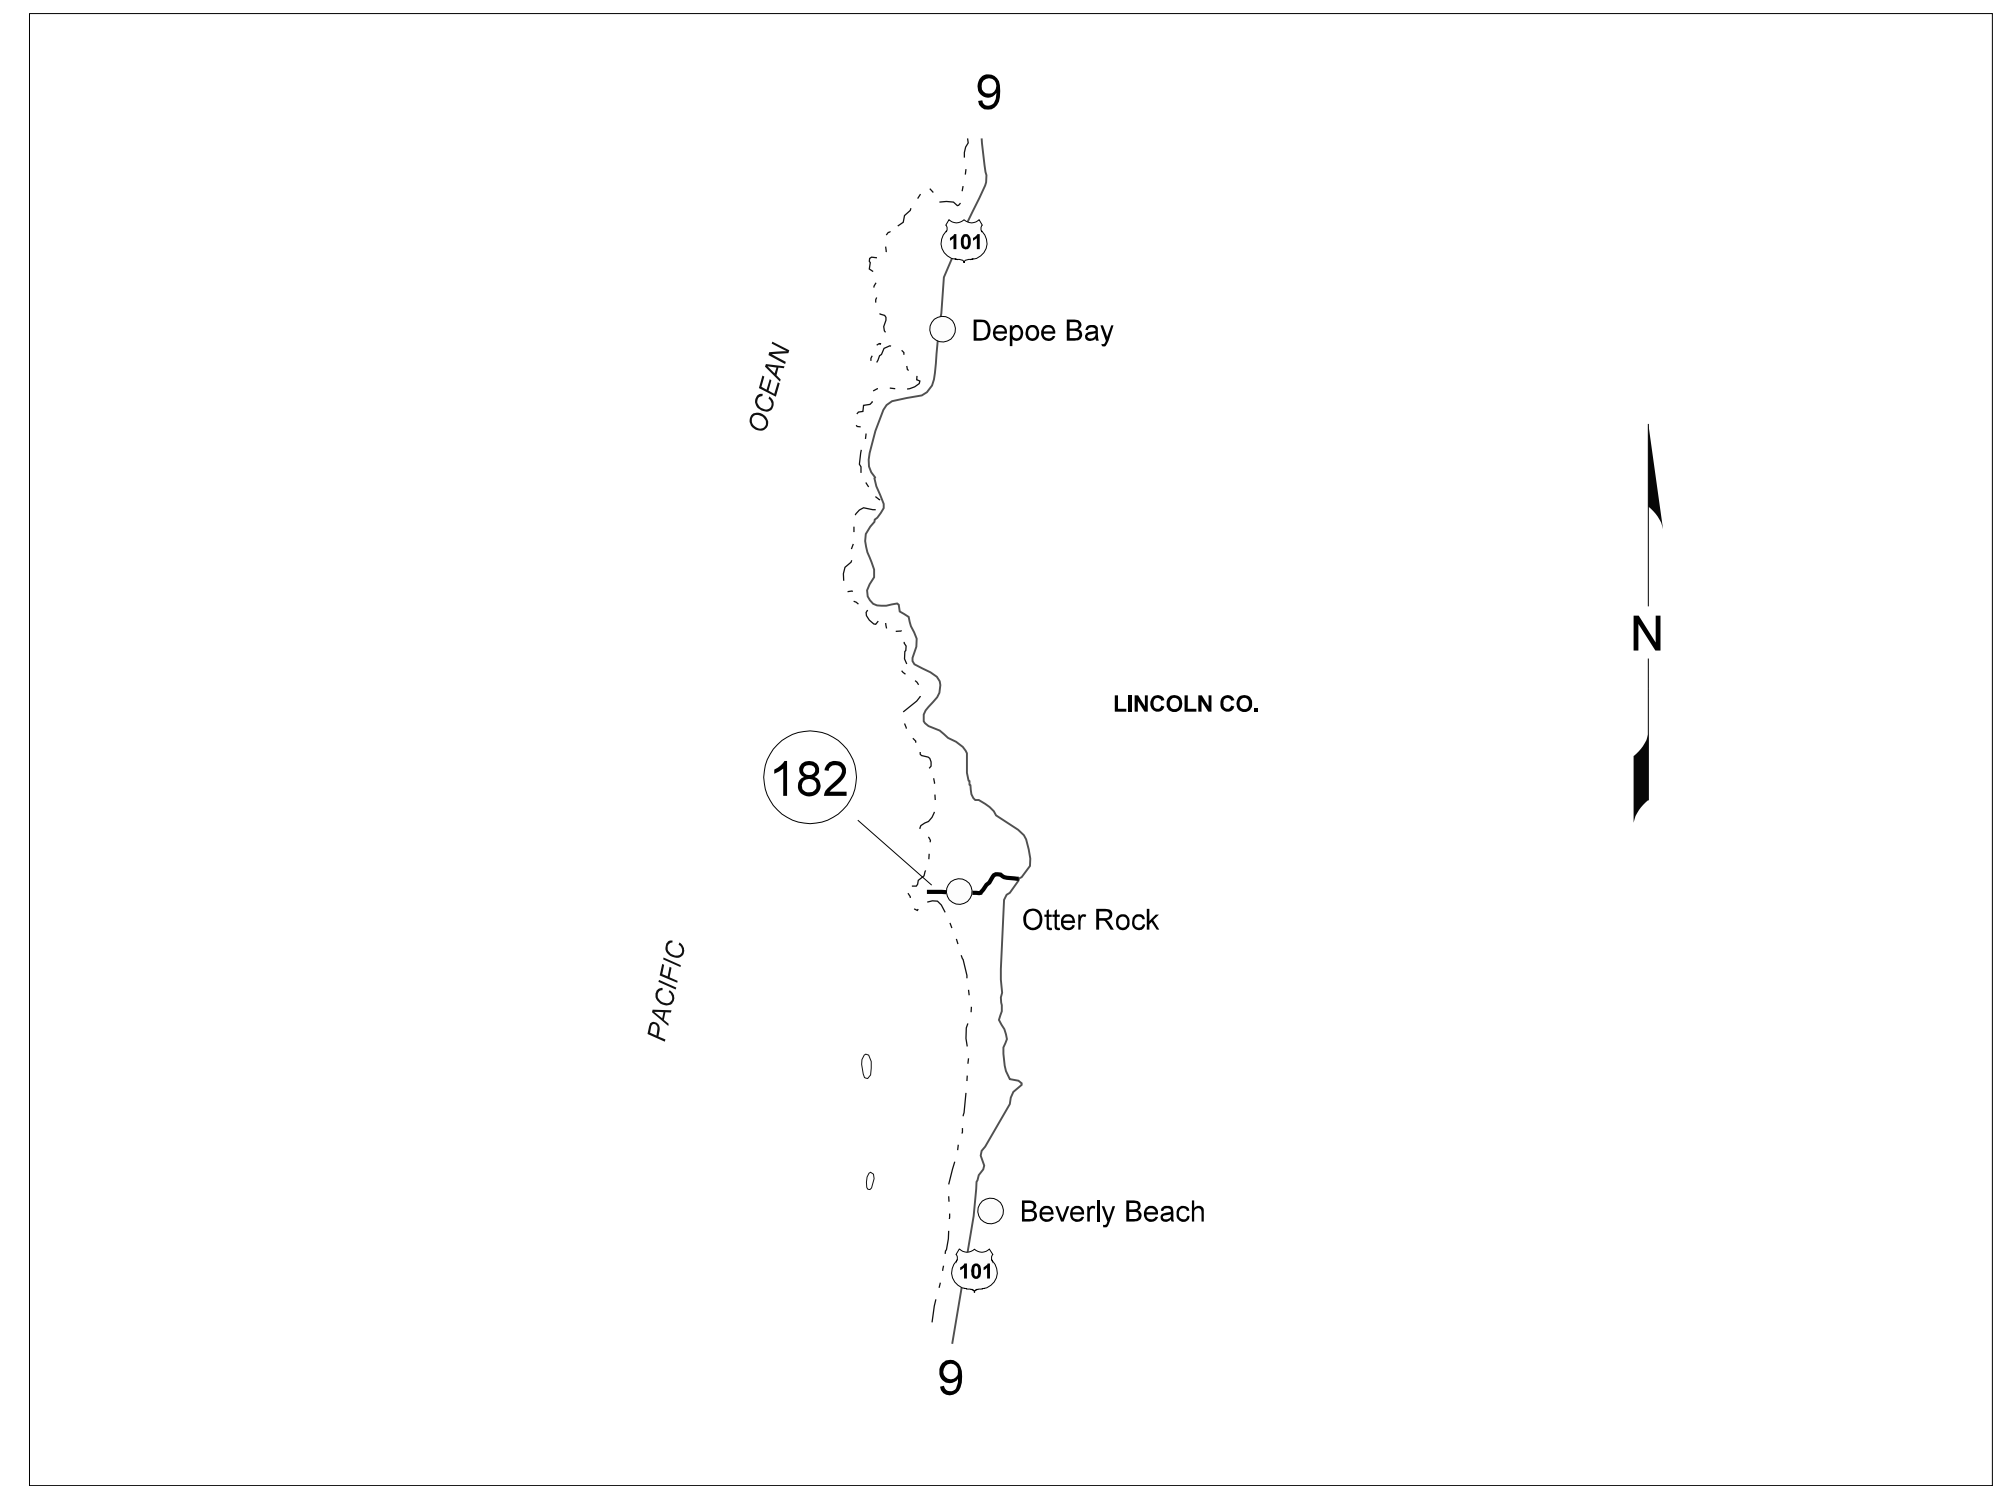 9
101
Depoe Bay
OCEAN
N
LINCOLN CO.
182
Otter Rock
PACIFIC
Beverly Beach
101
9